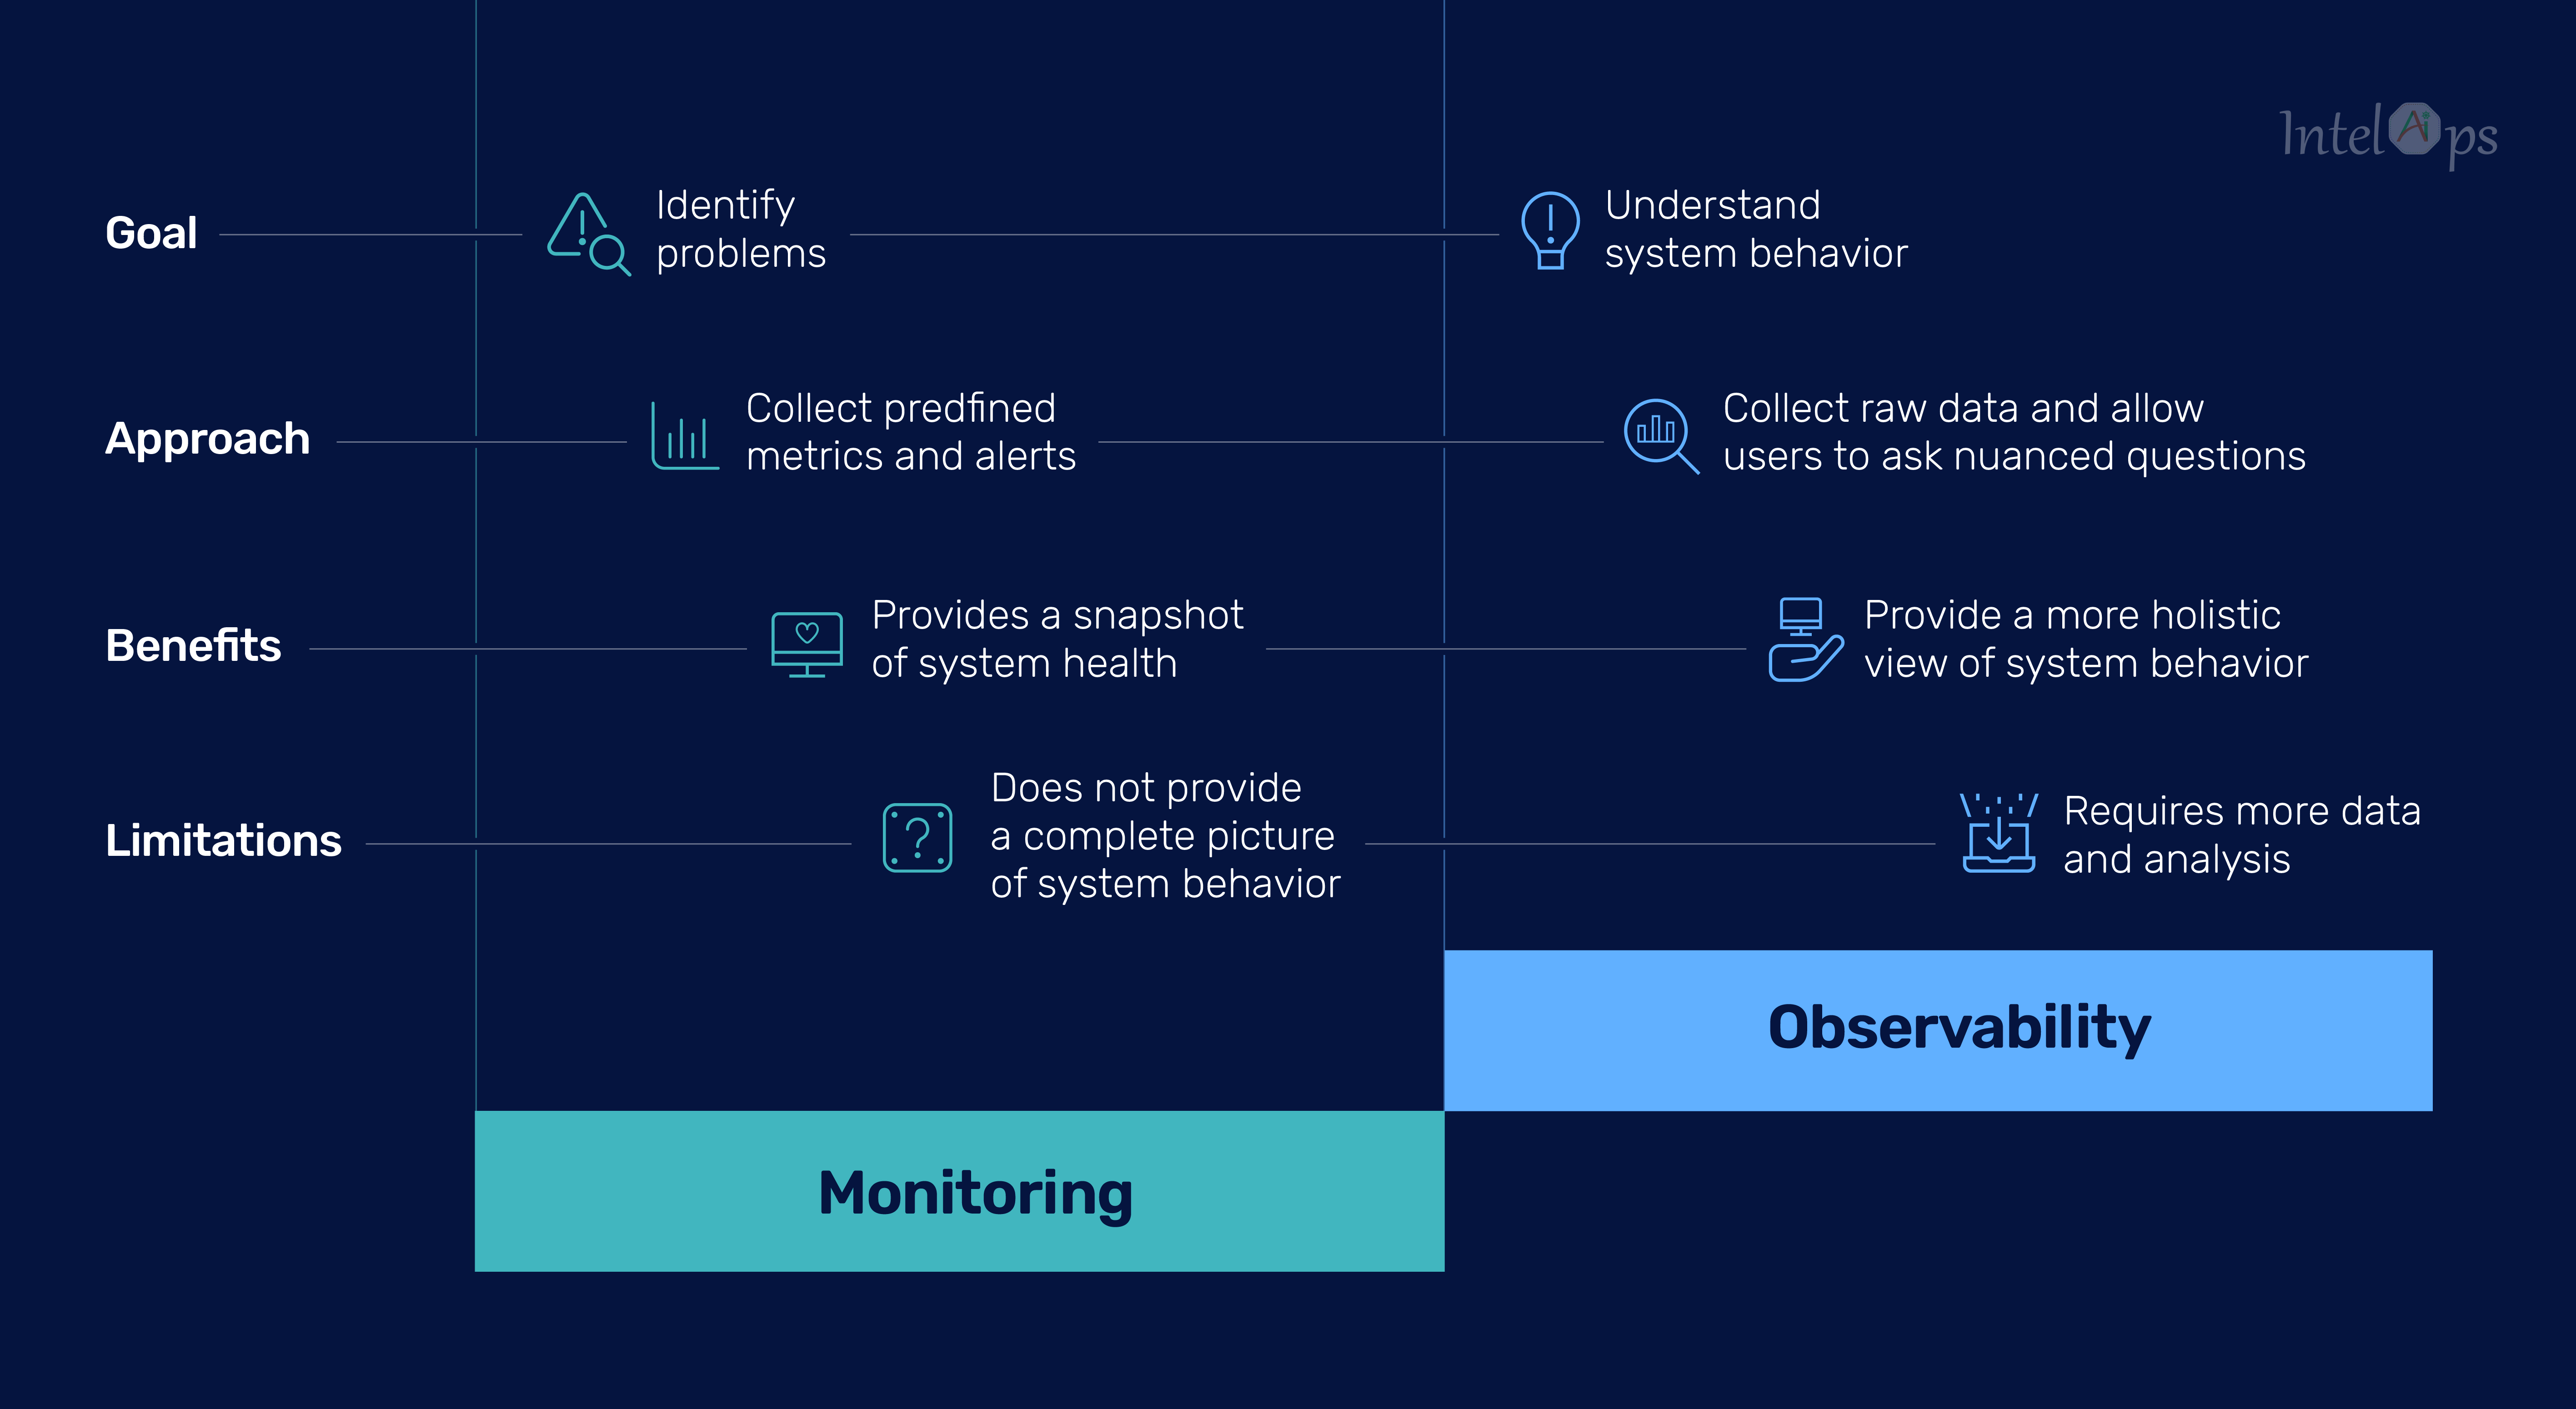 IntelAiOps
Goal
Identify
problems
Understand
system behavior
Approach
Collect predfined
metrics and alerts
Collect raw data and allow
users to ask nuanced questions
Benefits
Provides a snapshot
of system health
Provide a more holistic
view of system behavior
Limitations
Does not provide
a complete picture
of system behavior
Requires more data
and analysis
Observability
Monitoring